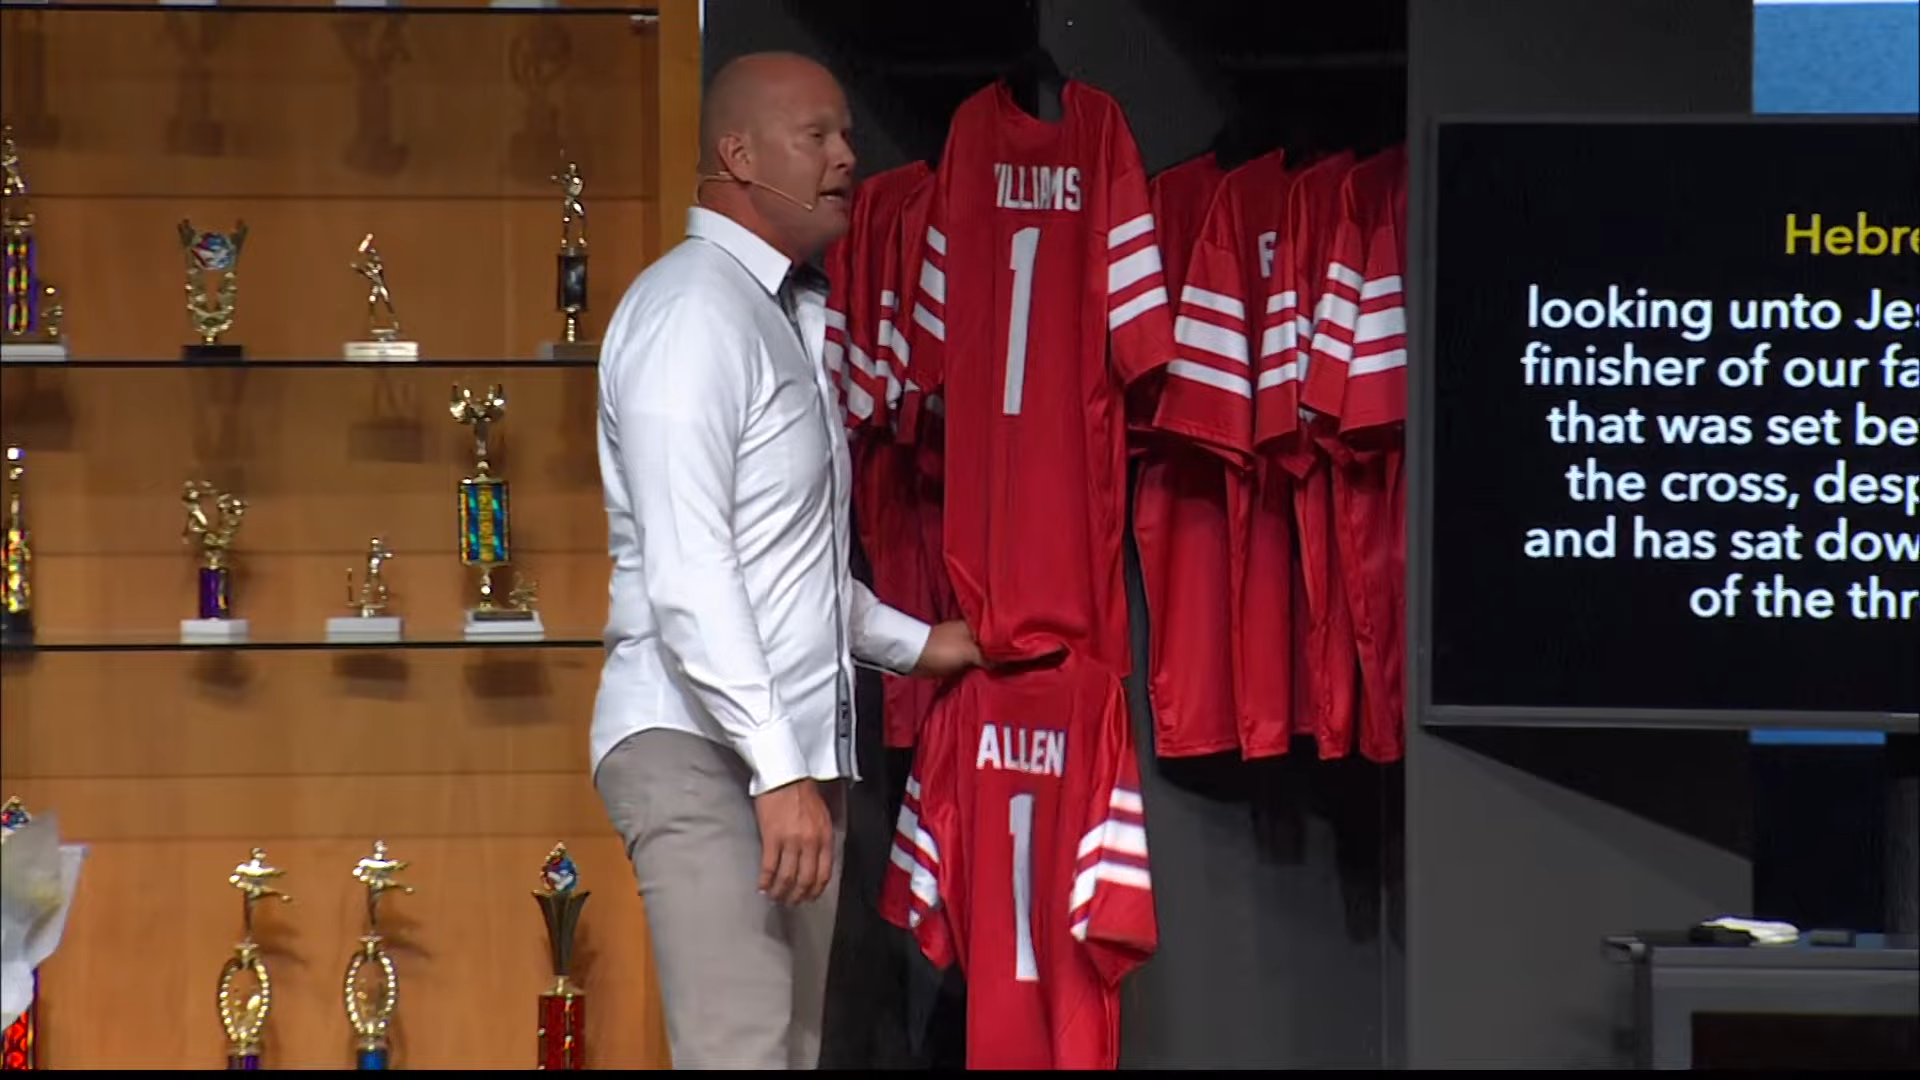 ILLIAMS
1
ALLEN
1
Hebre
looking unto Jes
finisher of our fa
that was set be
the cross, desp
and has sat dow
of the thr